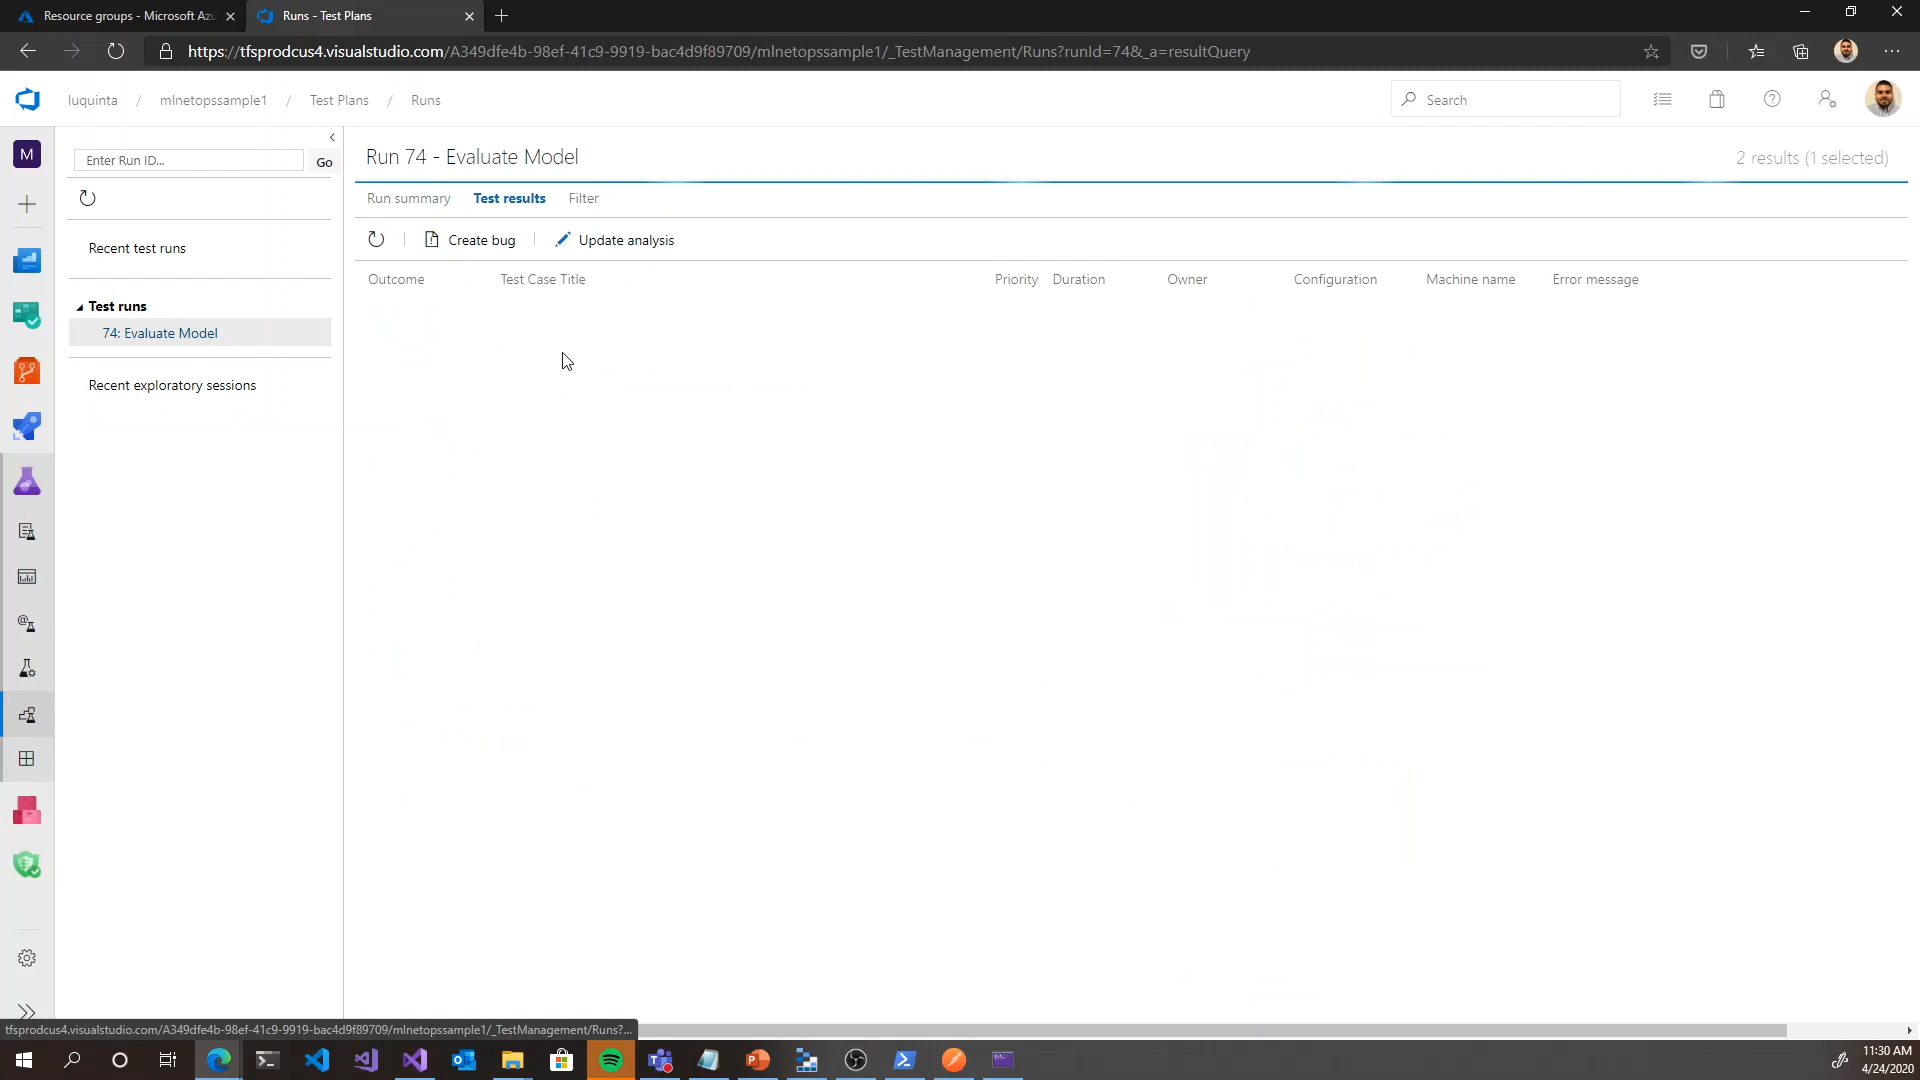 Resource groups - Microsoft Azu
Runs - Test Plans
https://tfsprodcus4.visualstudio.com/A349dfe4b-98ef-41c9-9919-bac4d9f89709/mlnetopssample1/_TestManagement/Runs?runId=74&_a=resultQuery
luquinta / mlnetopssample1 / Test Plans / Runs
Search
M
Enter Run ID...
Go
Recent test runs
Test runs
74: Evaluate Model
Recent exploratory sessions
Run 74 - Evaluate Model
2 results (1 selected)
Run summary Test results Filter
Create bug Update analysis
Outcome Test Case Title Priority Duration Owner Configuration Machine name Error message
tfsprodcus4.visualstudio.com/A349dfe4b-98ef-41c9-9919-bac4d9f89709/mlnetopssample1/_TestManagement/Runs?...
11:30 AM
4/24/2020